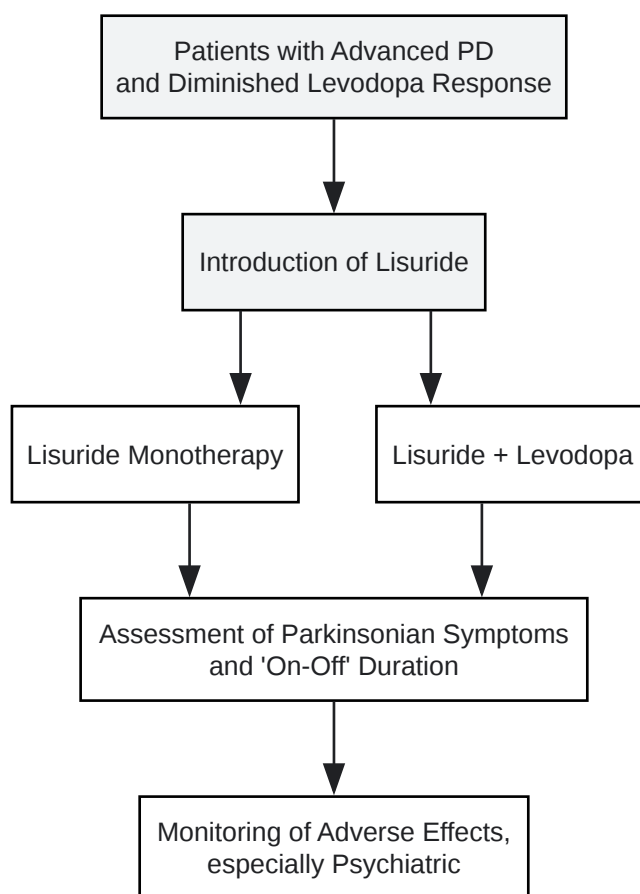 Patients with Advanced PD
and Diminished Levodopa Response
Introduction of Lisuride
Lisuride Monotherapy
Lisuride + Levodopa
Assessment of Parkinsonian Symptoms
and 'On-Off' Duration
Monitoring of Adverse Effects,
especially Psychiatric